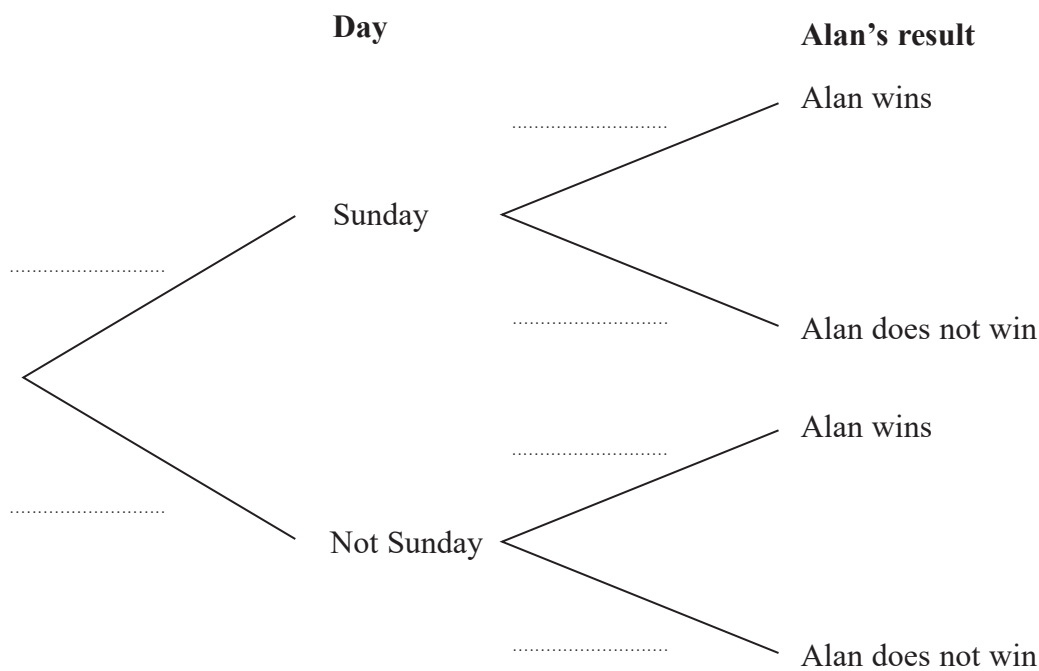 Day
Alan’s result
Alan wins
Sunday
Alan does not win
Alan wins
Not Sunday
Alan does not win